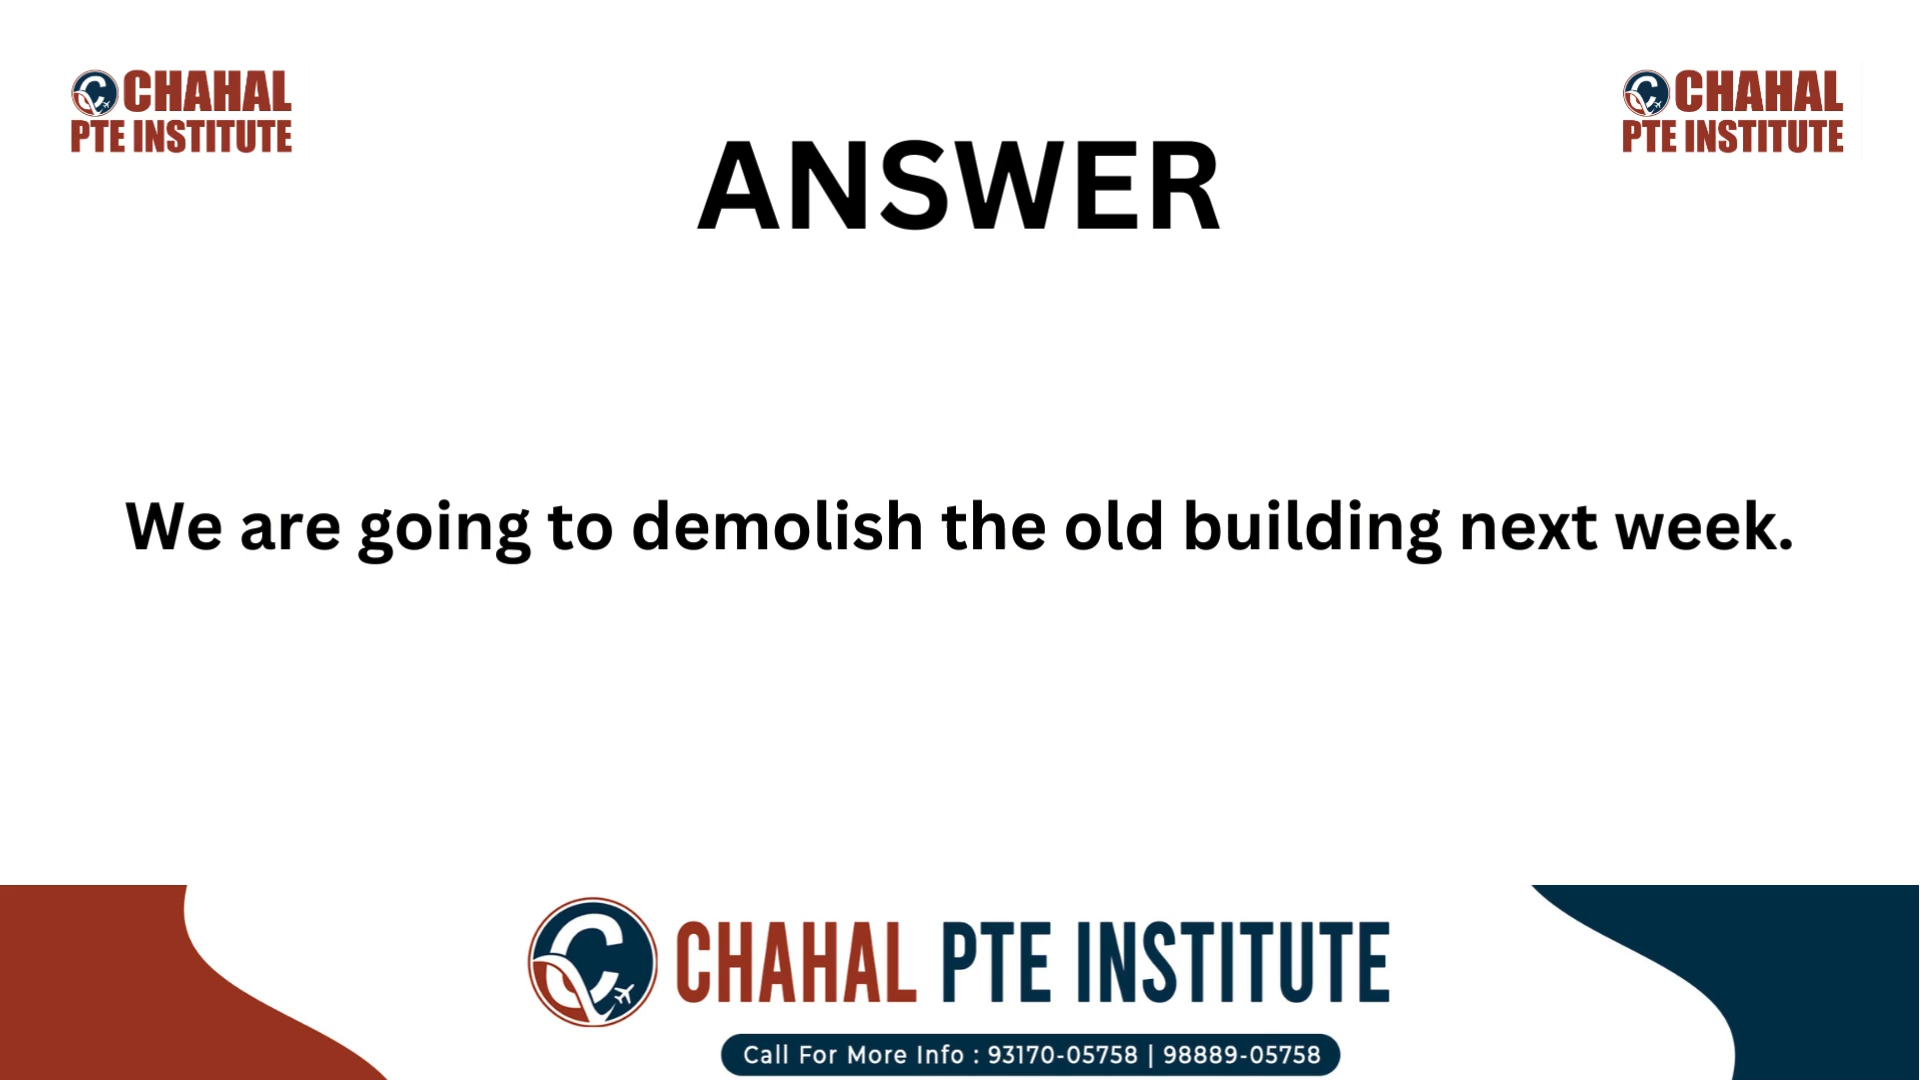 CHAHAL
PTE INSTITUTE
CHAHAL
PTE INSTITUTE
ANSWER
We are going to demolish the old building next week.
CHAHAL PTE INSTITUTE
Call For More Info : 93170-05758 | 98889-05758